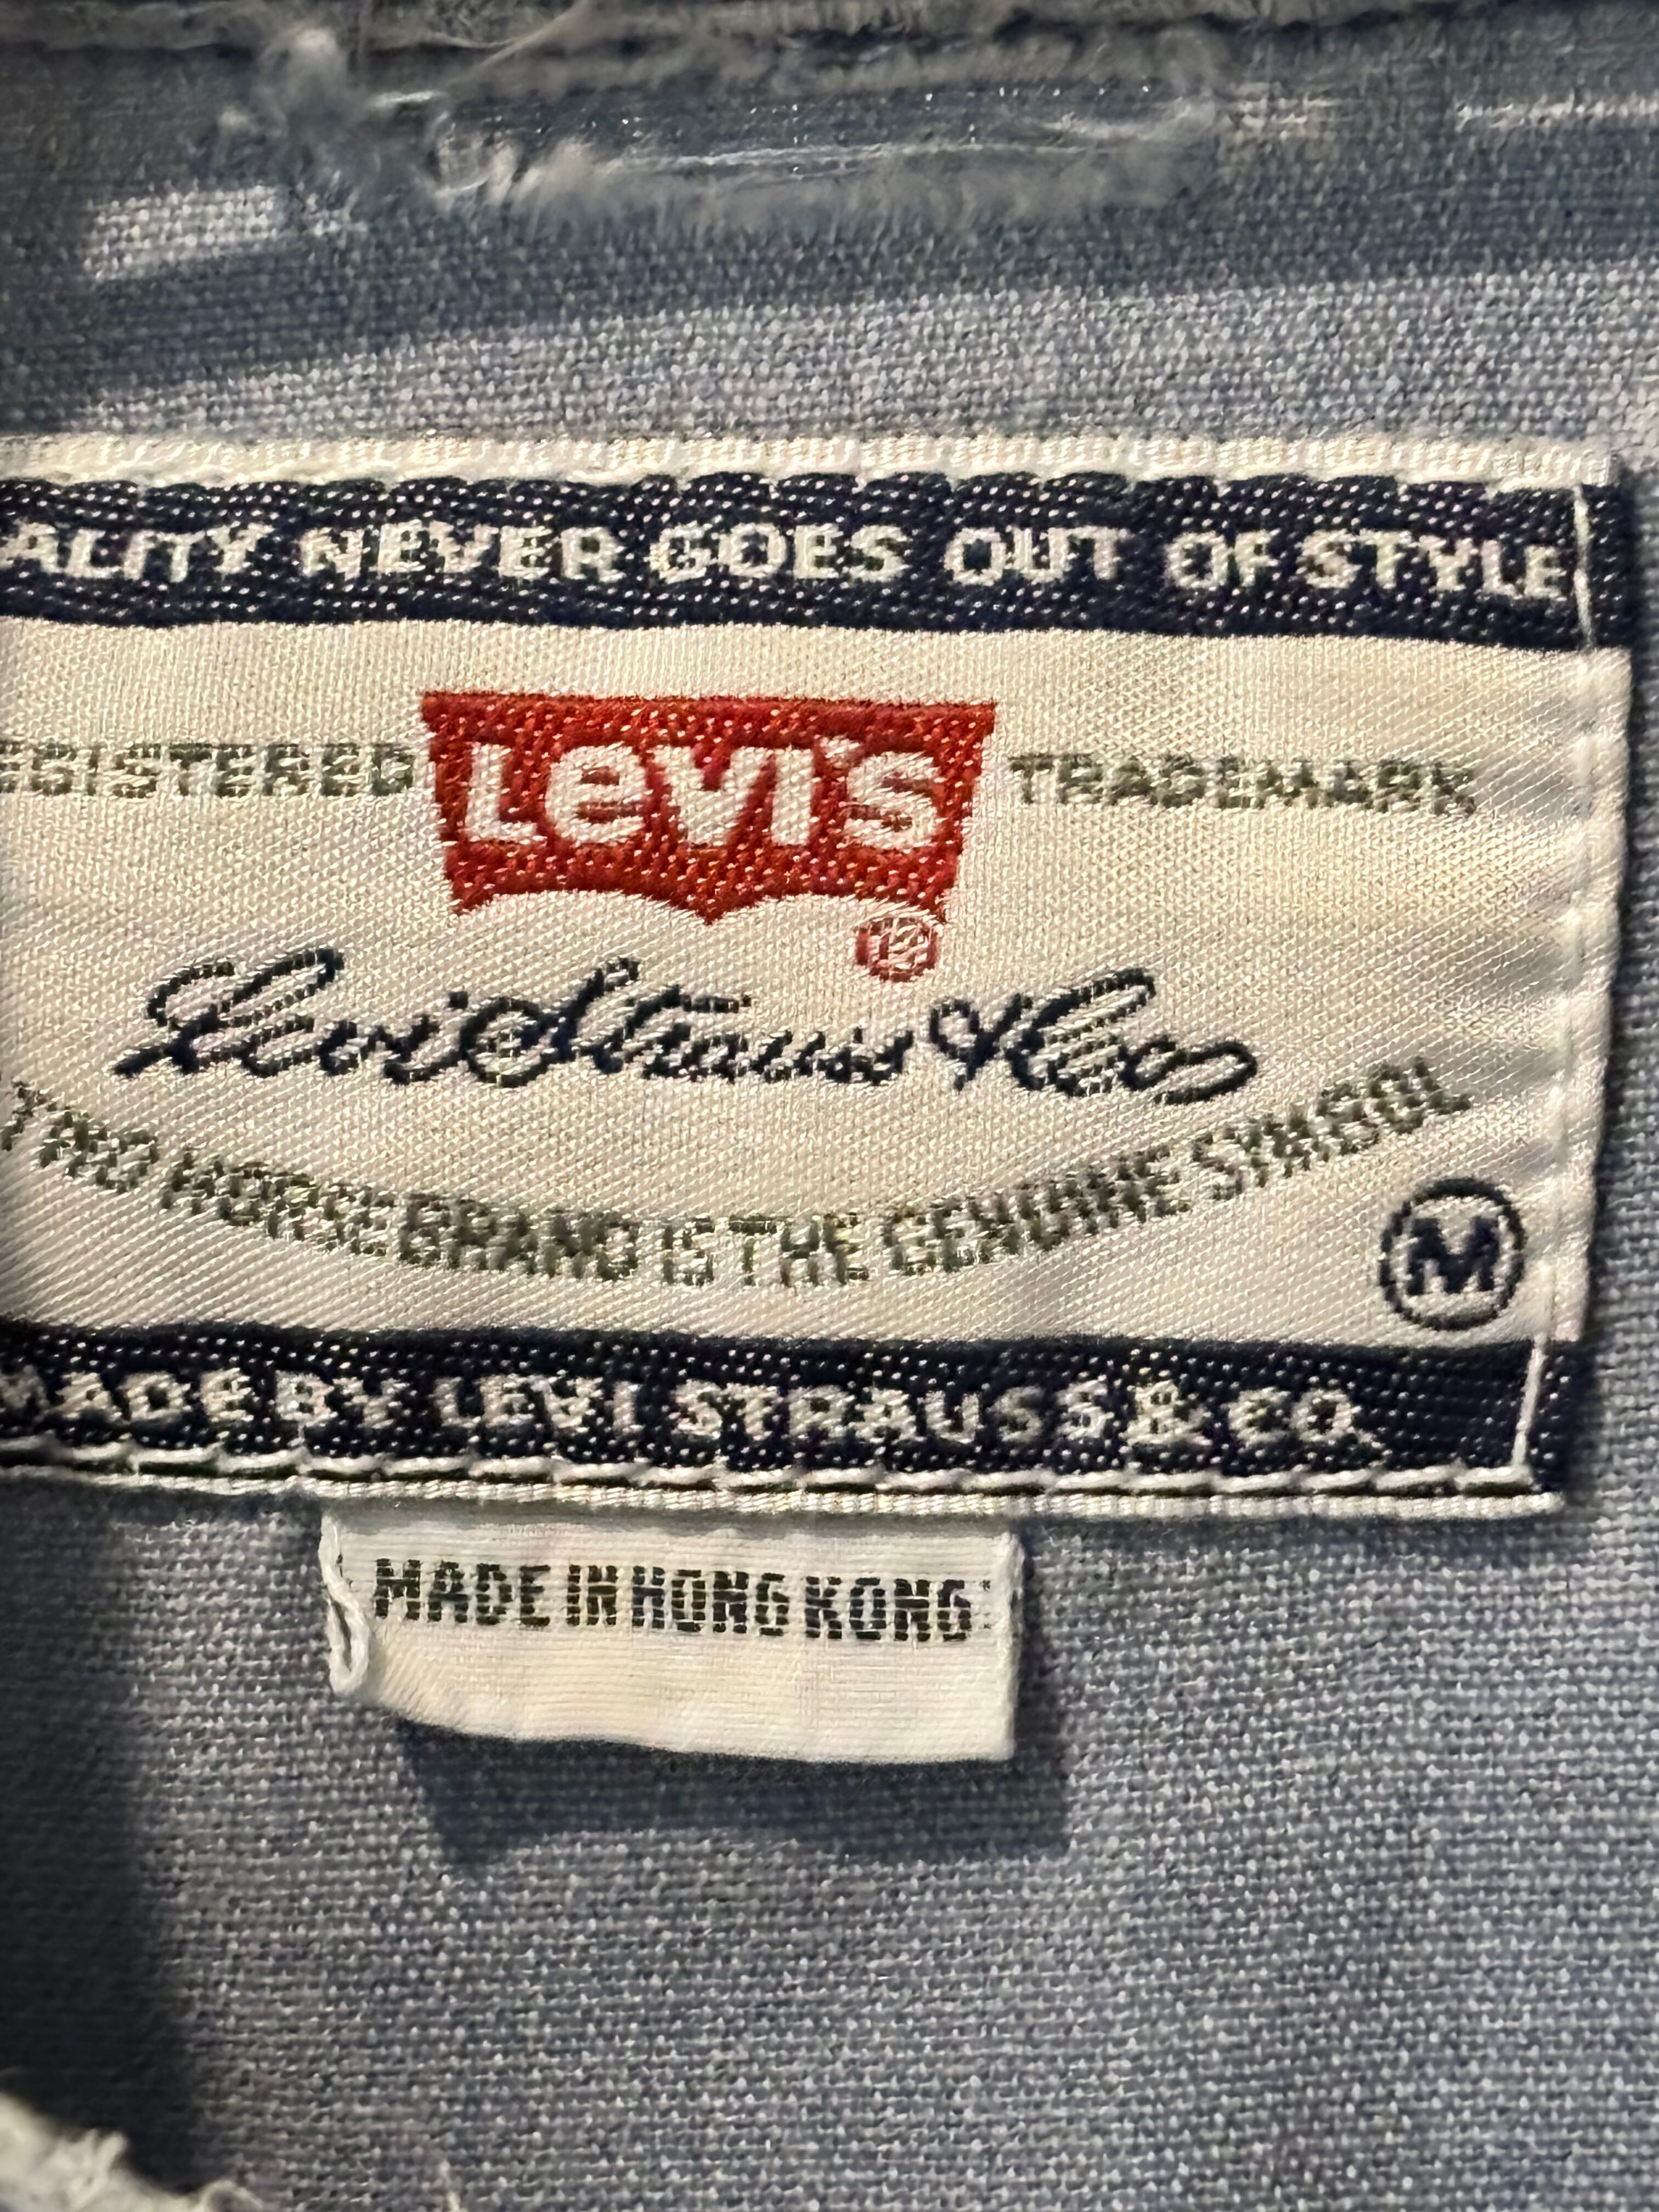 ALITY NEVER GOES OUT OF STYLE
EGISTERED Levi's TRADEMARK
®
Levi Strauss & Co
TWO HORSE BRAND IS THE GENUINE SYMBOL
M
MADE BY LEVI STRAUSS & CO.
MADE IN HONG KONG